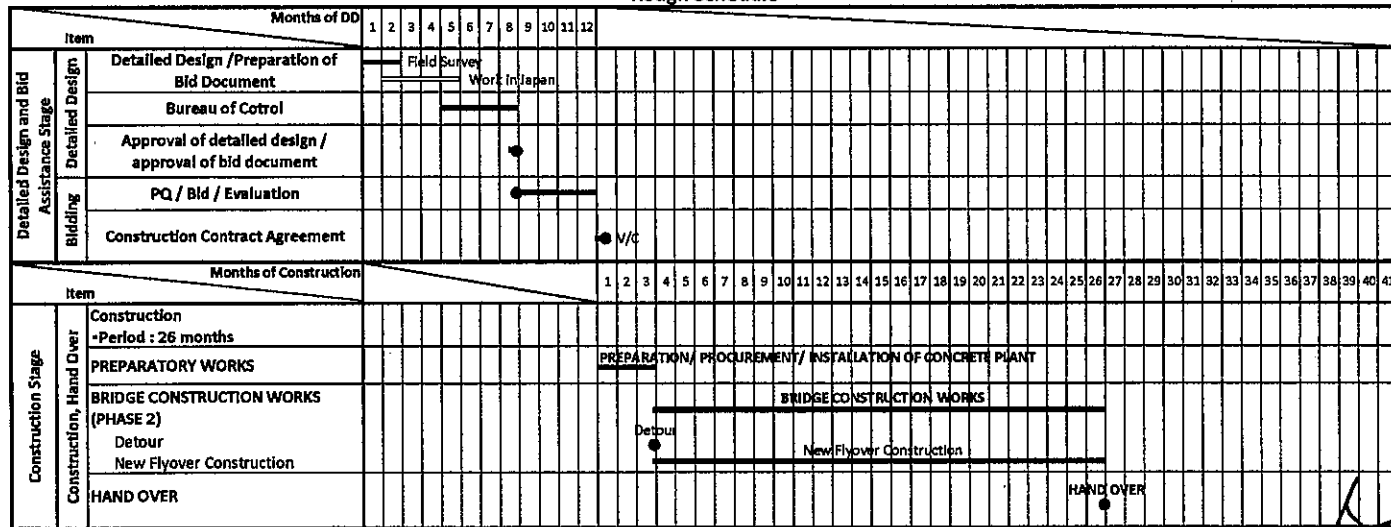 Months of DD
Item
1 2 3 4 5 6 7 8 9 10 11 12
Detailed Design and Bid
Assistance Stage
Detailed Design
Detailed Design /Preparation of
Bid Document
Field Survey
Work in Japan
Bureau of Cotrol
Approval of detailed design /
approval of bid document
Bidding
PQ / Bid / Evaluation
Construction Contract Agreement
V/C
Months of Construction
Item
1 2 3 4 5 6 7 8 9 10 11 12 13 14 15 16 17 18 19 20 21 22 23 24 25 26 27 28 29 30 31 32 33 34 35 36 37 38 39 40 41
Construction Stage
Construction, Hand Over
Construction
•Period : 26 months
PREPARATORY WORKS
PREPARATION/ PROCUREMENT/ INSTALLATION OF CONCRETE PLANT
BRIDGE CONSTRUCTION WORKS
(PHASE 2)
BRIDGE CONSTRUCTION WORKS
Detour
Detour
New Flyover Construction
New Flyover Construction
HAND OVER
HAND OVER